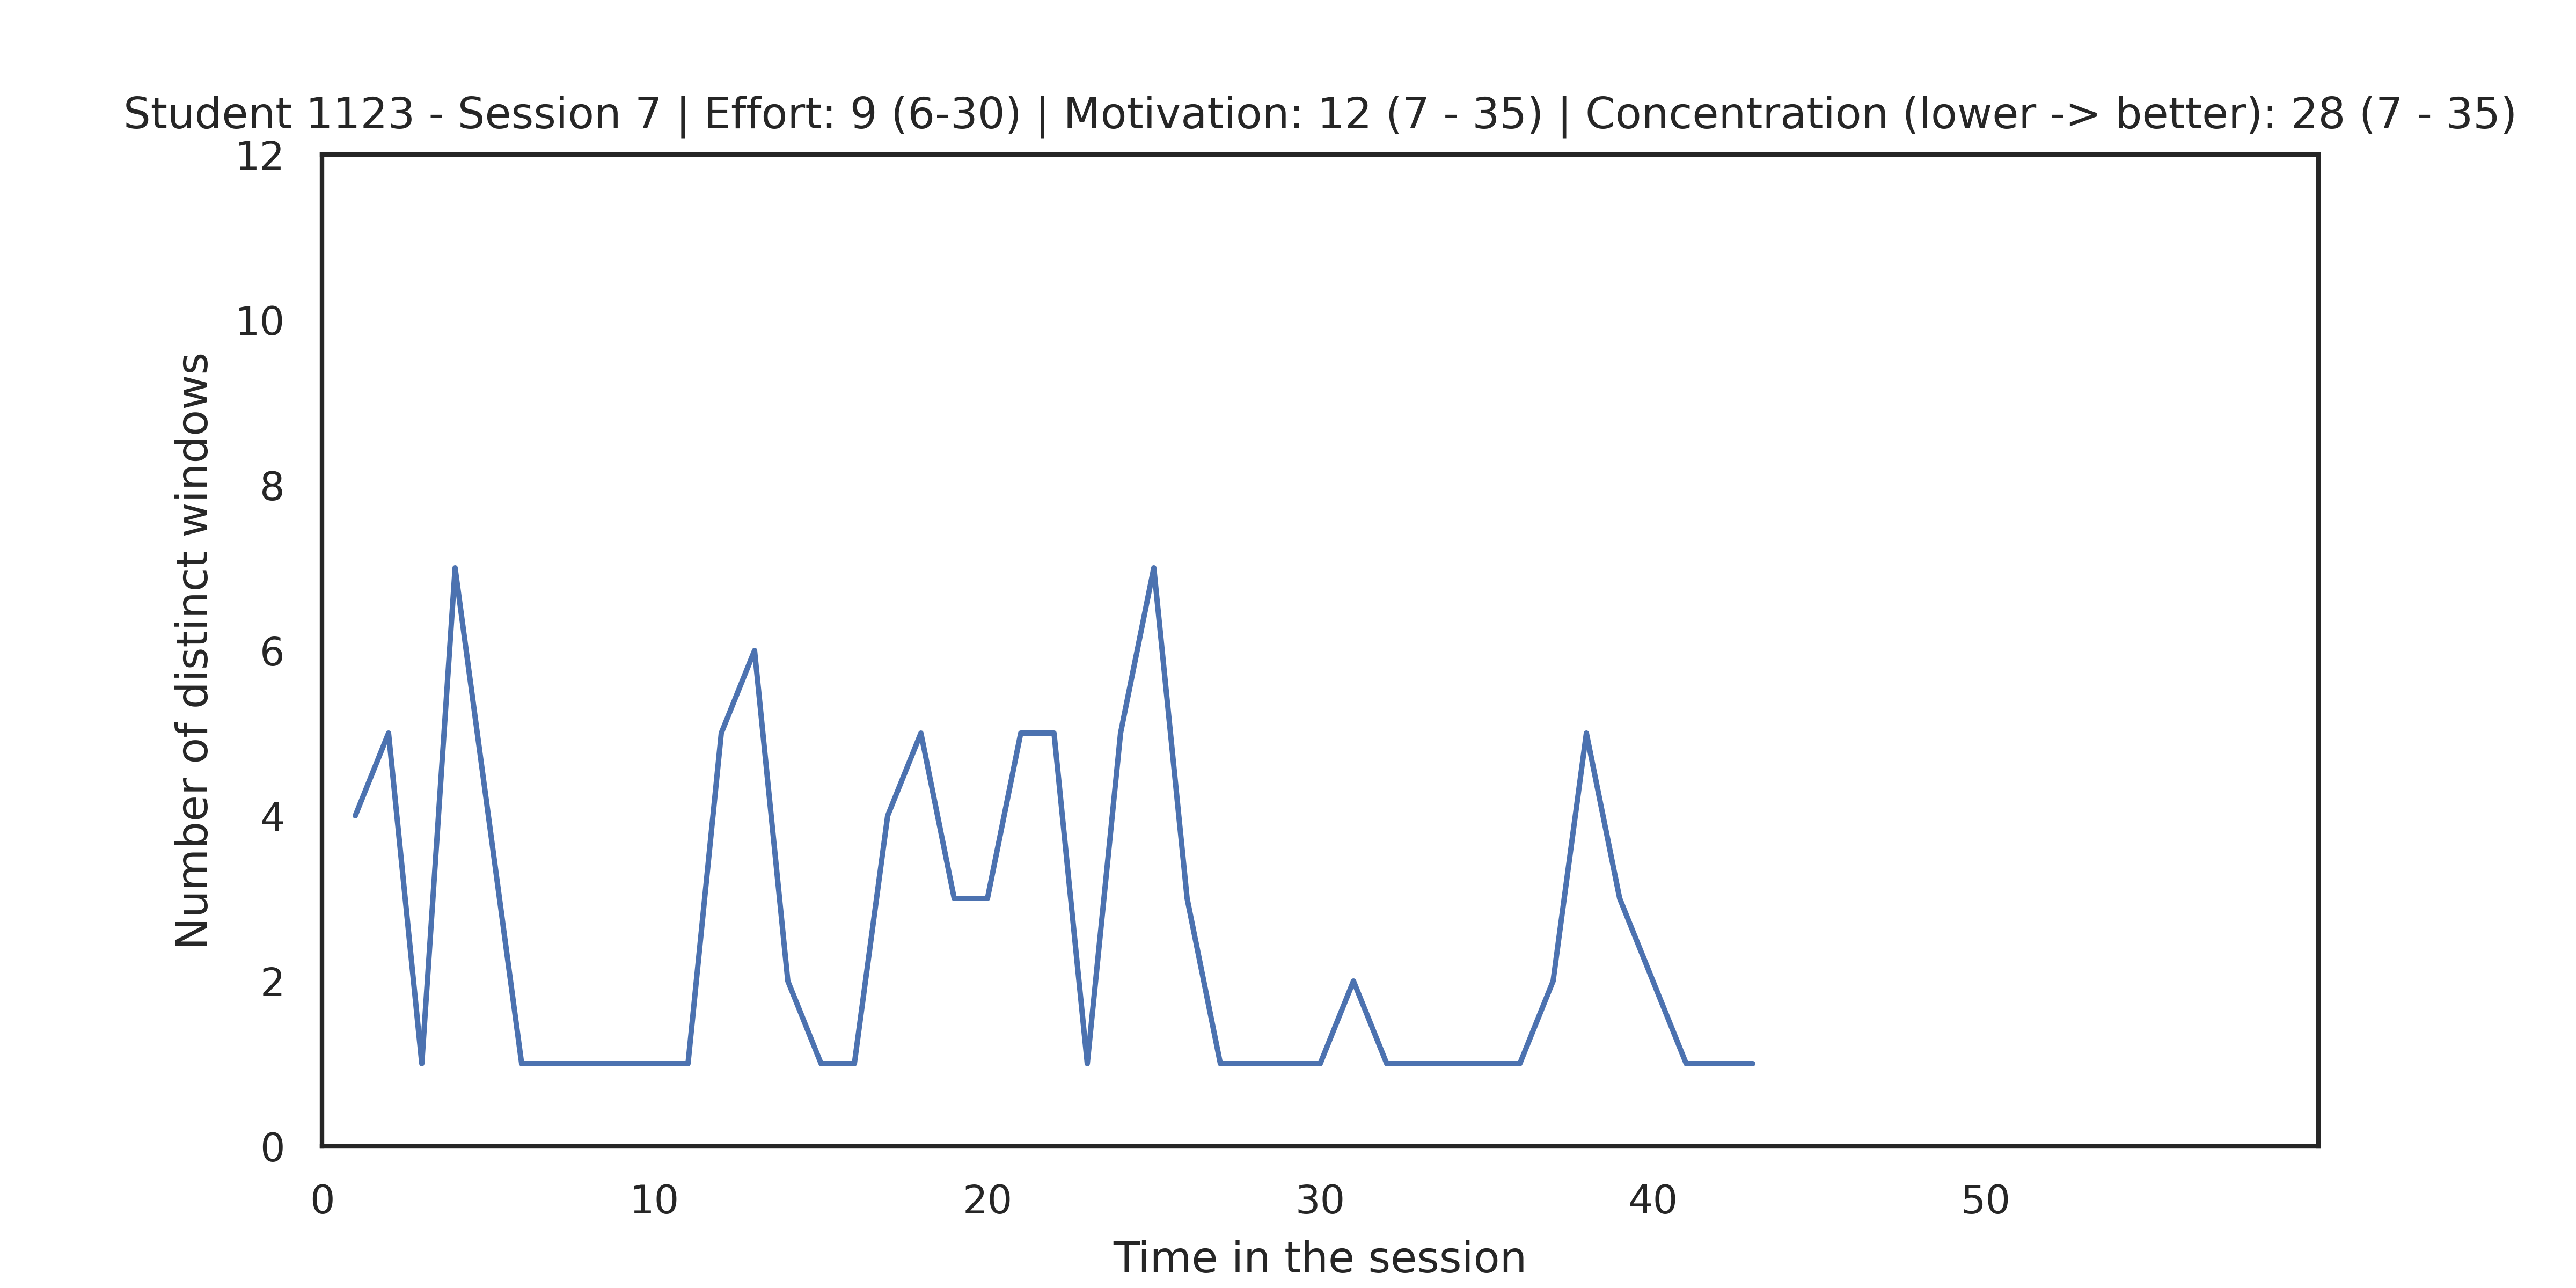 Student 1123 - Session 7 | Effort: 9 (6-30) | Motivation: 12 (7 - 35) | Concentration (lower -> better): 28 (7 - 35)
12
10
8
6
4
2
0
Number of distinct windows
0 10 20 30 40 50
Time in the session